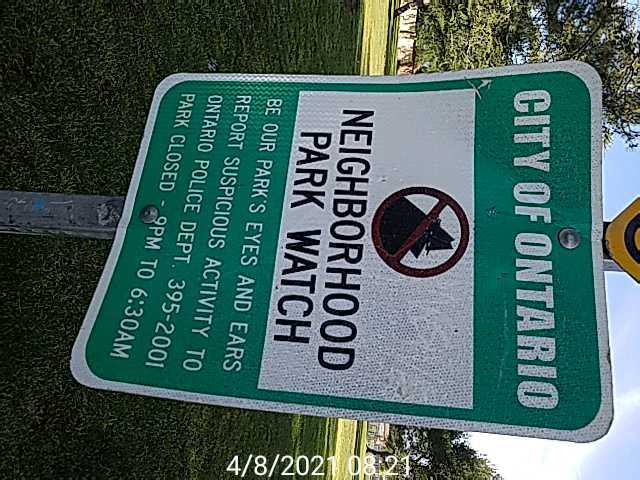 CITY OF ONTARIO
NEIGHBORHOOD
PARK WATCH
BE OUR PARK'S EYES AND EARS
REPORT SUSPICIOUS ACTIVITY TO
ONTARIO POLICE DEPT. 395-2001
PARK CLOSED - 9PM TO 6:30AM
4/8/2021 08:21